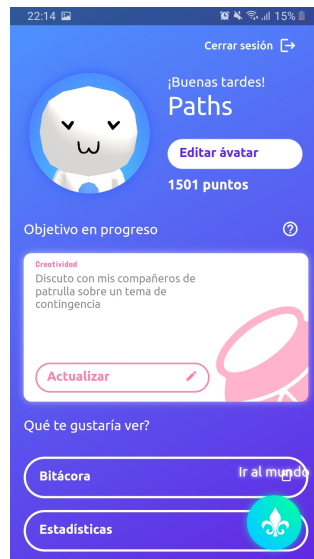 22:14 15%
Cerrar sesión
¡Buenas tardes!
Paths
Editar ávatar
1501 puntos
Objetivo en progreso
Creatividad
Discuto con mis compañeros de
patrulla sobre un tema de
contingencia
Actualizar
Qué te gustaría ver?
Bitácora
Ir al mundo
Estadísticas